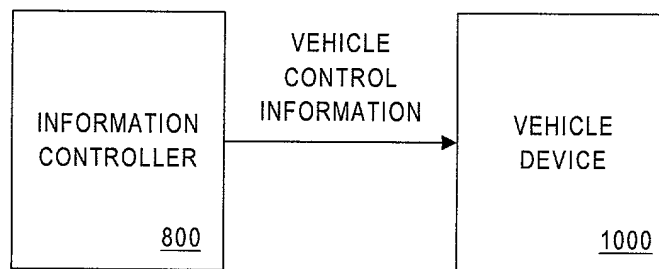 INFORMATION
CONTROLLER
800
VEHICLE
CONTROL
INFORMATION
VEHICLE
DEVICE
1000